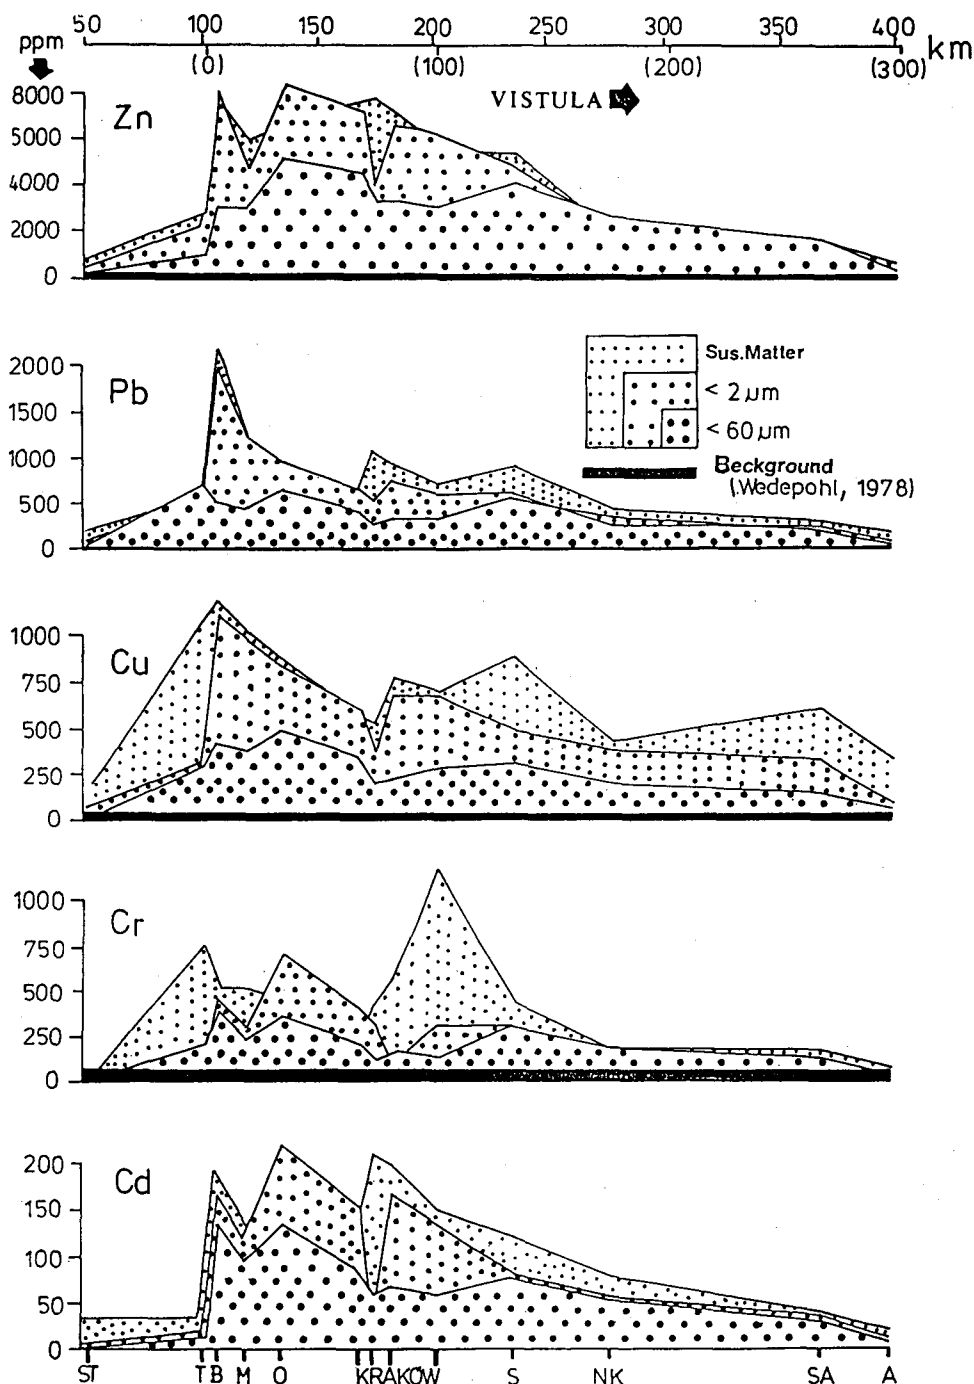 50 100 150 200 250 300 350 400 km
ppm (0) (100) (200) (300)
VISTULA
Zn
8000
6000
4000
2000
0
Pb
2000
1500
1000
500
0
Sus.Matter
< 2 µm
< 60 µm
Beckground
(.Wedepohl, 1978)
Cu
1000
750
500
250
0
Cr
1000
750
500
250
0
Cd
200
150
100
50
0
ST T B M O KRAKOW S NK SA A